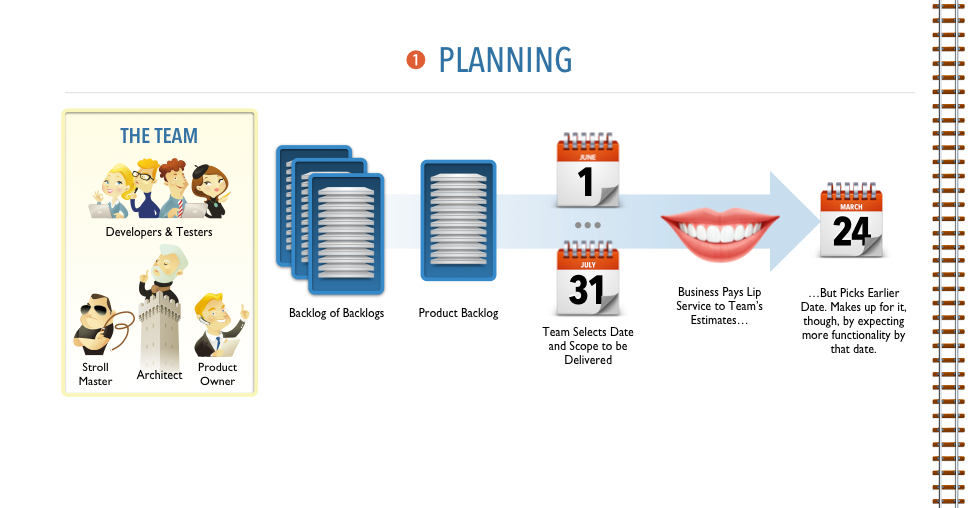 1 PLANNING
THE TEAM
Developers & Testers
Stroll
Master
Architect
Product
Owner
Backlog of Backlogs
Product Backlog
JUNE
1
JULY
31
Team Selects Date
and Scope to be
Delivered
Business Pays Lip
Service to Team’s
Estimates…
MARCH
24
…But Picks Earlier
Date. Makes up for it,
though, by expecting
more functionality by
that date.